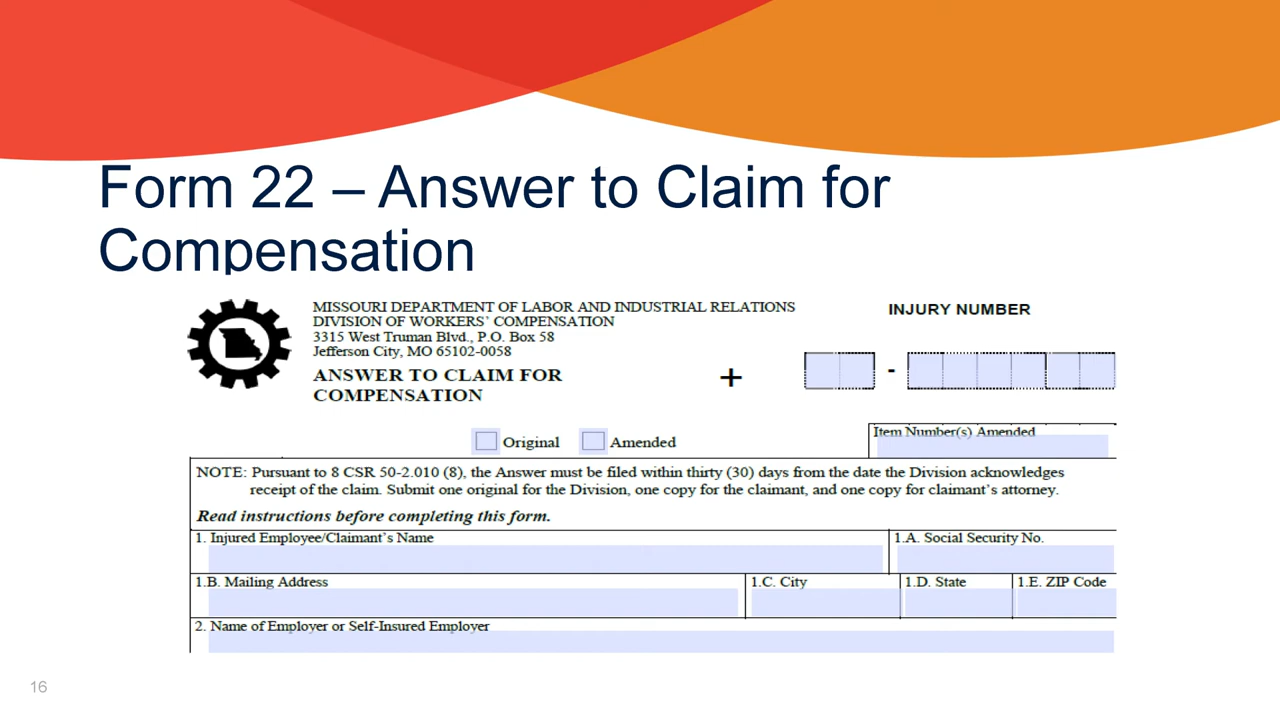 Form 22 – Answer to Claim for
Compensation
MISSOURI DEPARTMENT OF LABOR AND INDUSTRIAL RELATIONS
DIVISION OF WORKERS' COMPENSATION
3315 West Truman Blvd., P.O. Box 58
Jefferson City, MO 65102-0058
ANSWER TO CLAIM FOR
COMPENSATION
INJURY NUMBER
+
-
Original Amended
Item Number(s) Amended
NOTE: Pursuant to 8 CSR 50-2.010 (8), the Answer must be filed within thirty (30) days from the date the Division acknowledges
receipt of the claim. Submit one original for the Division, one copy for the claimant, and one copy for claimant's attorney.
Read instructions before completing this form.
1. Injured Employee/Claimant's Name 1.A. Social Security No.
1.B. Mailing Address 1.C. City 1.D. State 1.E. ZIP Code
2. Name of Employer or Self-Insured Employer
16